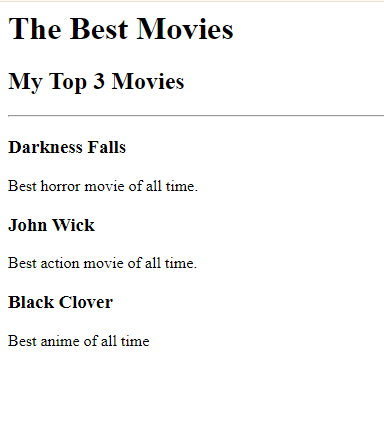 The Best Movies
My Top 3 Movies
Darkness Falls
Best horror movie of all time.
John Wick
Best action movie of all time.
Black Clover
Best anime of all time